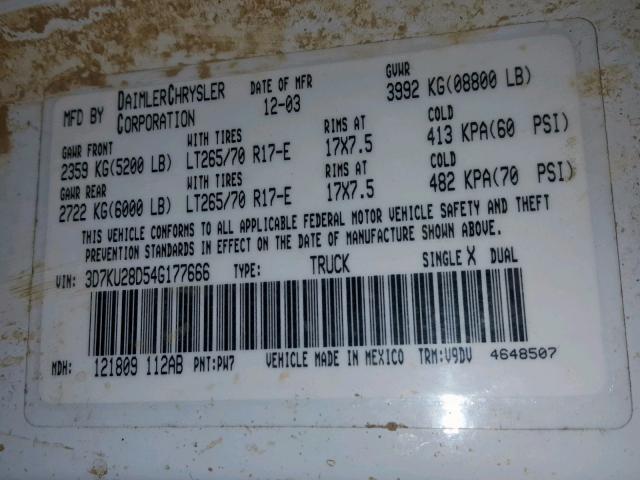 MFD BY DAIMLERCHRYSLER CORPORATION DATE OF MFR 12-03 GVWR 3992 KG(08800 LB)
GAWR FRONT WITH TIRES RIMS AT COLD
2359 KG(5200 LB) LT265/70 R17-E 17X7.5 413 KPA(60 PSI)
GAWR REAR WITH TIRES RIMS AT COLD
2722 KG(6000 LB) LT265/70 R17-E 17X7.5 482 KPA(70 PSI)
THIS VEHICLE CONFORMS TO ALL APPLICABLE FEDERAL MOTOR VEHICLE SAFETY AND THEFT
PREVENTION STANDARDS IN EFFECT ON THE DATE OF MANUFACTURE SHOWN ABOVE.
VIN: 3D7KU28D54G177666 TYPE: TRUCK SINGLE X DUAL
MDH: 121809 112AB PNT:PW7 VEHICLE MADE IN MEXICO TRM:V9DV 4648507